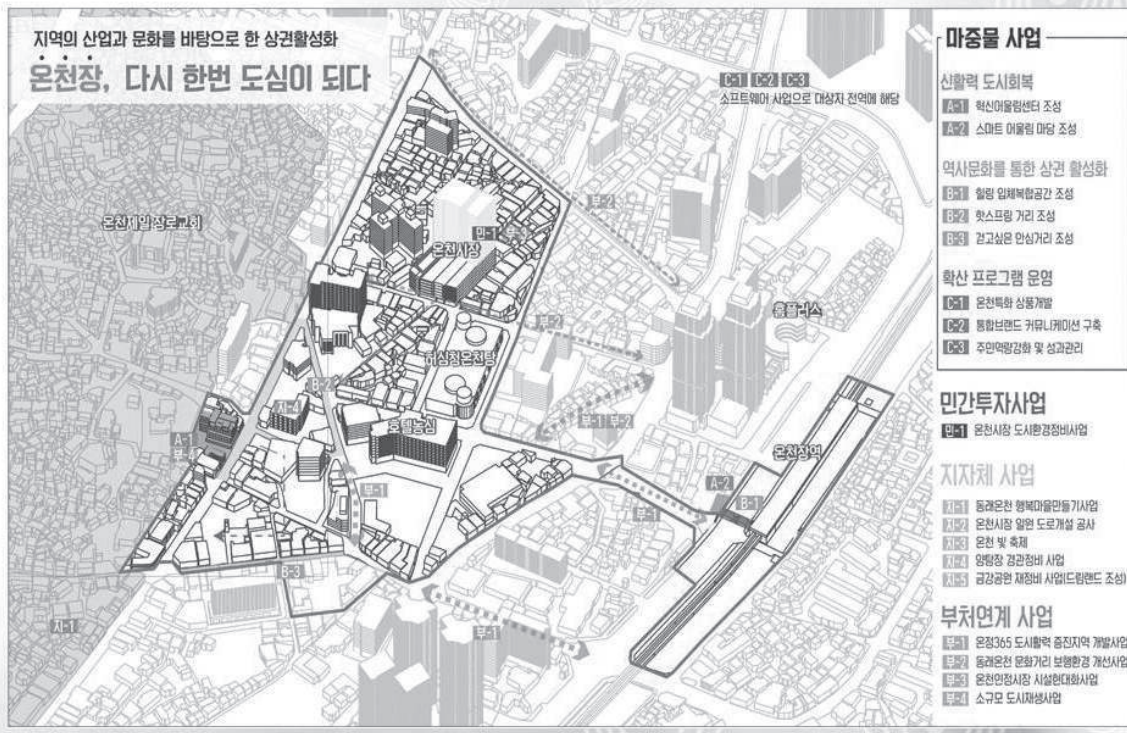 지역의 산업과 문화를 바탕으로 한 상권활성화
온천장, 다시 한번 도심이 되다
C-1 C-2 C-3
소프트웨어 사업으로 대상지 전역에 해당
온천제일장로교회
부-2
민-1 부-3
온천시장
홈플러스
부-2
허심청온천탕
B-2
지-4
부-1 부-2
호텔농심
A-1
부-4
온천장역
A-2
B-1
부-1
부-1
B-3
지-1
부-1
마중물 사업
신활력 도시회복
A-1 혁신어울림센터 조성
A-2 스마트 어울림 마당 조성
역사문화를 통한 상권 활성화
B-1 힐링 입체복합공간 조성
B-2 핫스프링 거리 조성
B-3 걷고싶은 안심거리 조성
확산 프로그램 운영
C-1 온천특화 상품개발
C-2 통합브랜드 커뮤니케이션 구축
C-3 주민역량강화 및 성과관리
민간투자사업
민-1 온천시장 도시환경정비사업
지자체 사업
지-1 동래온천 행복마을만들기사업
지-2 온천시장 일원 도로개설 공사
지-3 온천 빛 축제
지-4 양탕장 경관정비 사업
지-5 금강공원 재정비 사업(드림랜드 조성)
부처연계 사업
부-1 온정365 도시활력 증진지역 개발사업
부-2 동래온천 문화거리 보행환경 개선사업
부-3 온천인정시장 시설현대화사업
부-4 소규모 도시재생사업